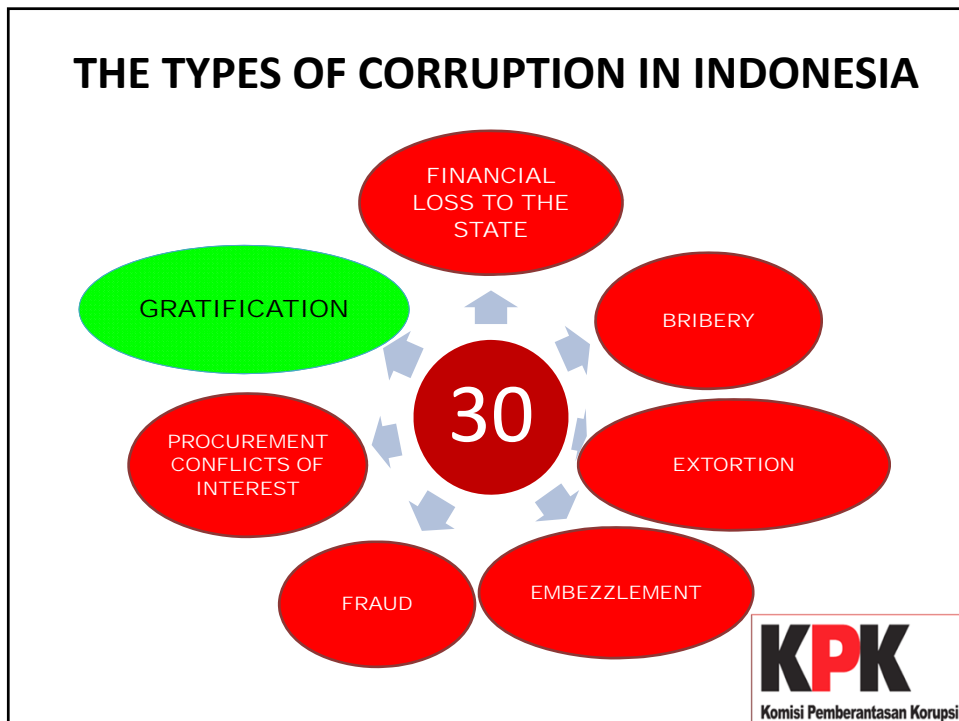 THE TYPES OF CORRUPTION IN INDONESIA
FINANCIAL
LOSS TO THE
STATE
GRATIFICATION
BRIBERY
30
PROCUREMENT
CONFLICTS OF
INTEREST
EXTORTION
FRAUD
EMBEZZLEMENT
KPK
Komisi Pemberantasan Korupsi